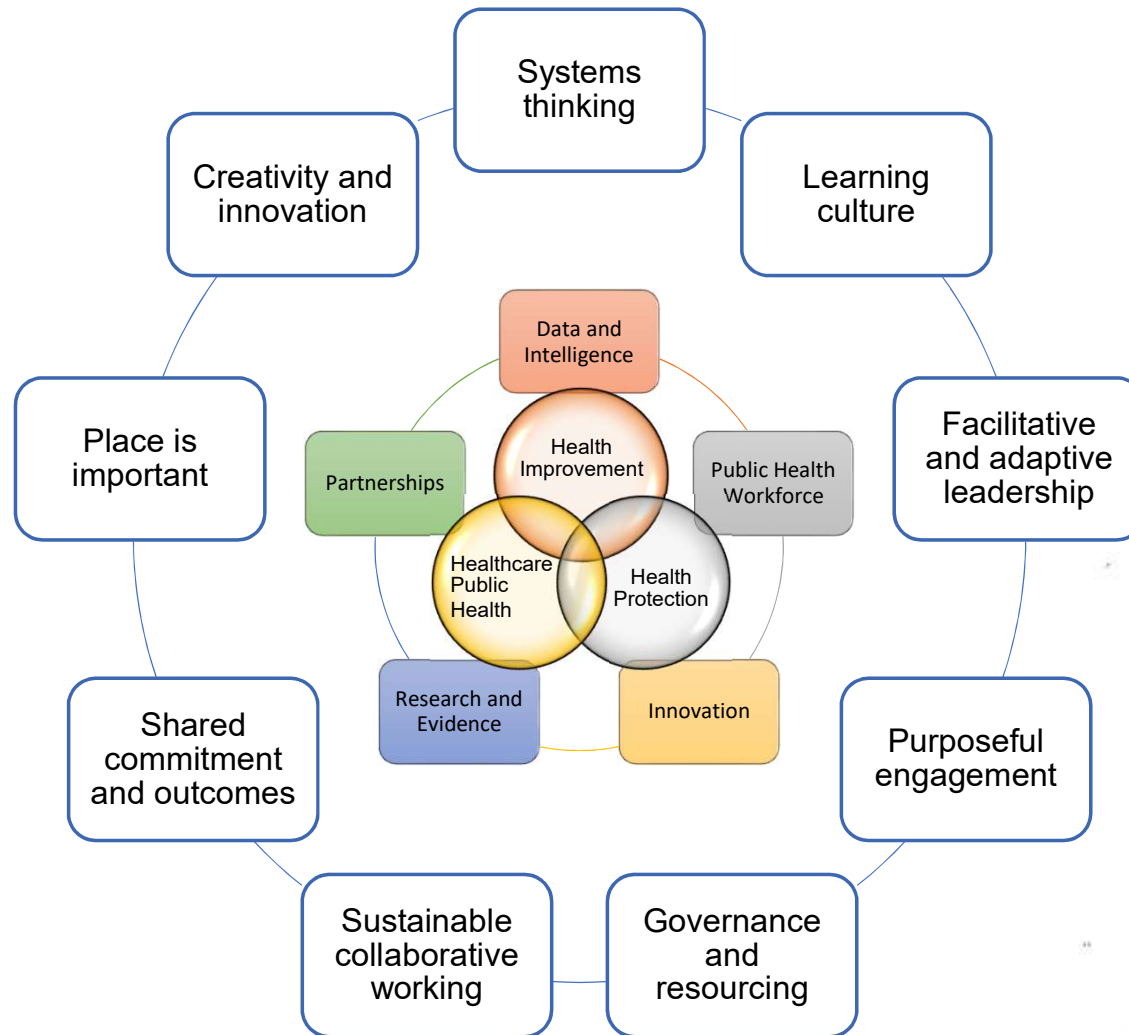 Systems
thinking
Creativity and
innovation
Learning
culture
Data and
Intelligence
Place is
important
Facilitative
and adaptive
leadership
Partnerships
Health
Improvement
Public Health
Workforce
Healthcare
Public
Health
Health
Protection
Research and
Evidence
Innovation
Shared
commitment
and outcomes
Purposeful
engagement
Sustainable
collaborative
working
Governance
and
resourcing